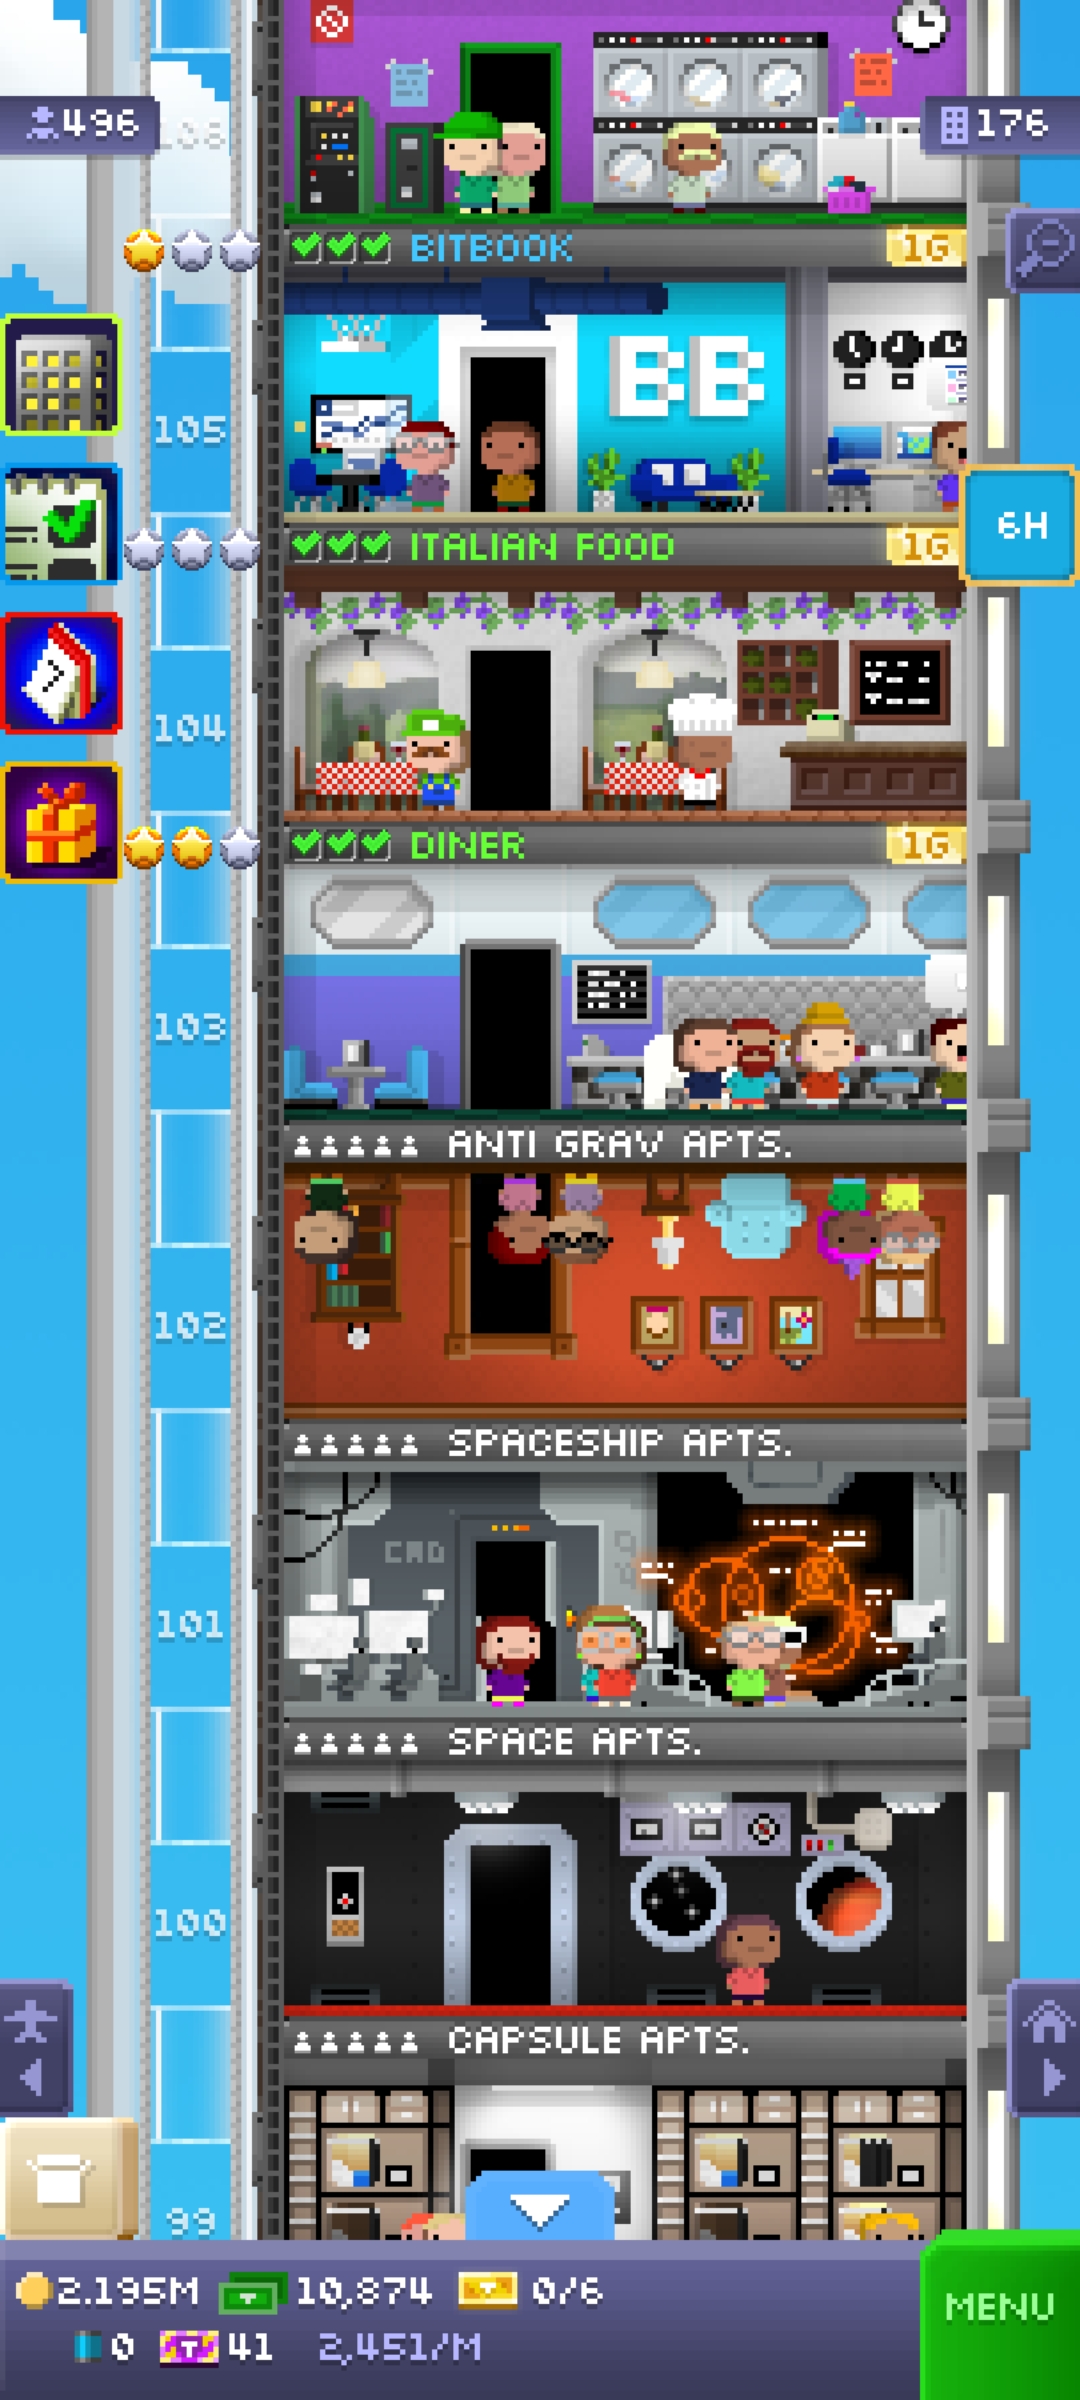 496
176
BITBOOK 1G
BB
105
6H
ITALIAN FOOD 1G
104
DINER 1G
103
ANTI GRAV APTS.
102
SPACESHIP APTS.
CMD
101
SPACE APTS.
100
CAPSULE APTS.
99
2.195M 10,874 0/6
MENU
0 41 2,451/M